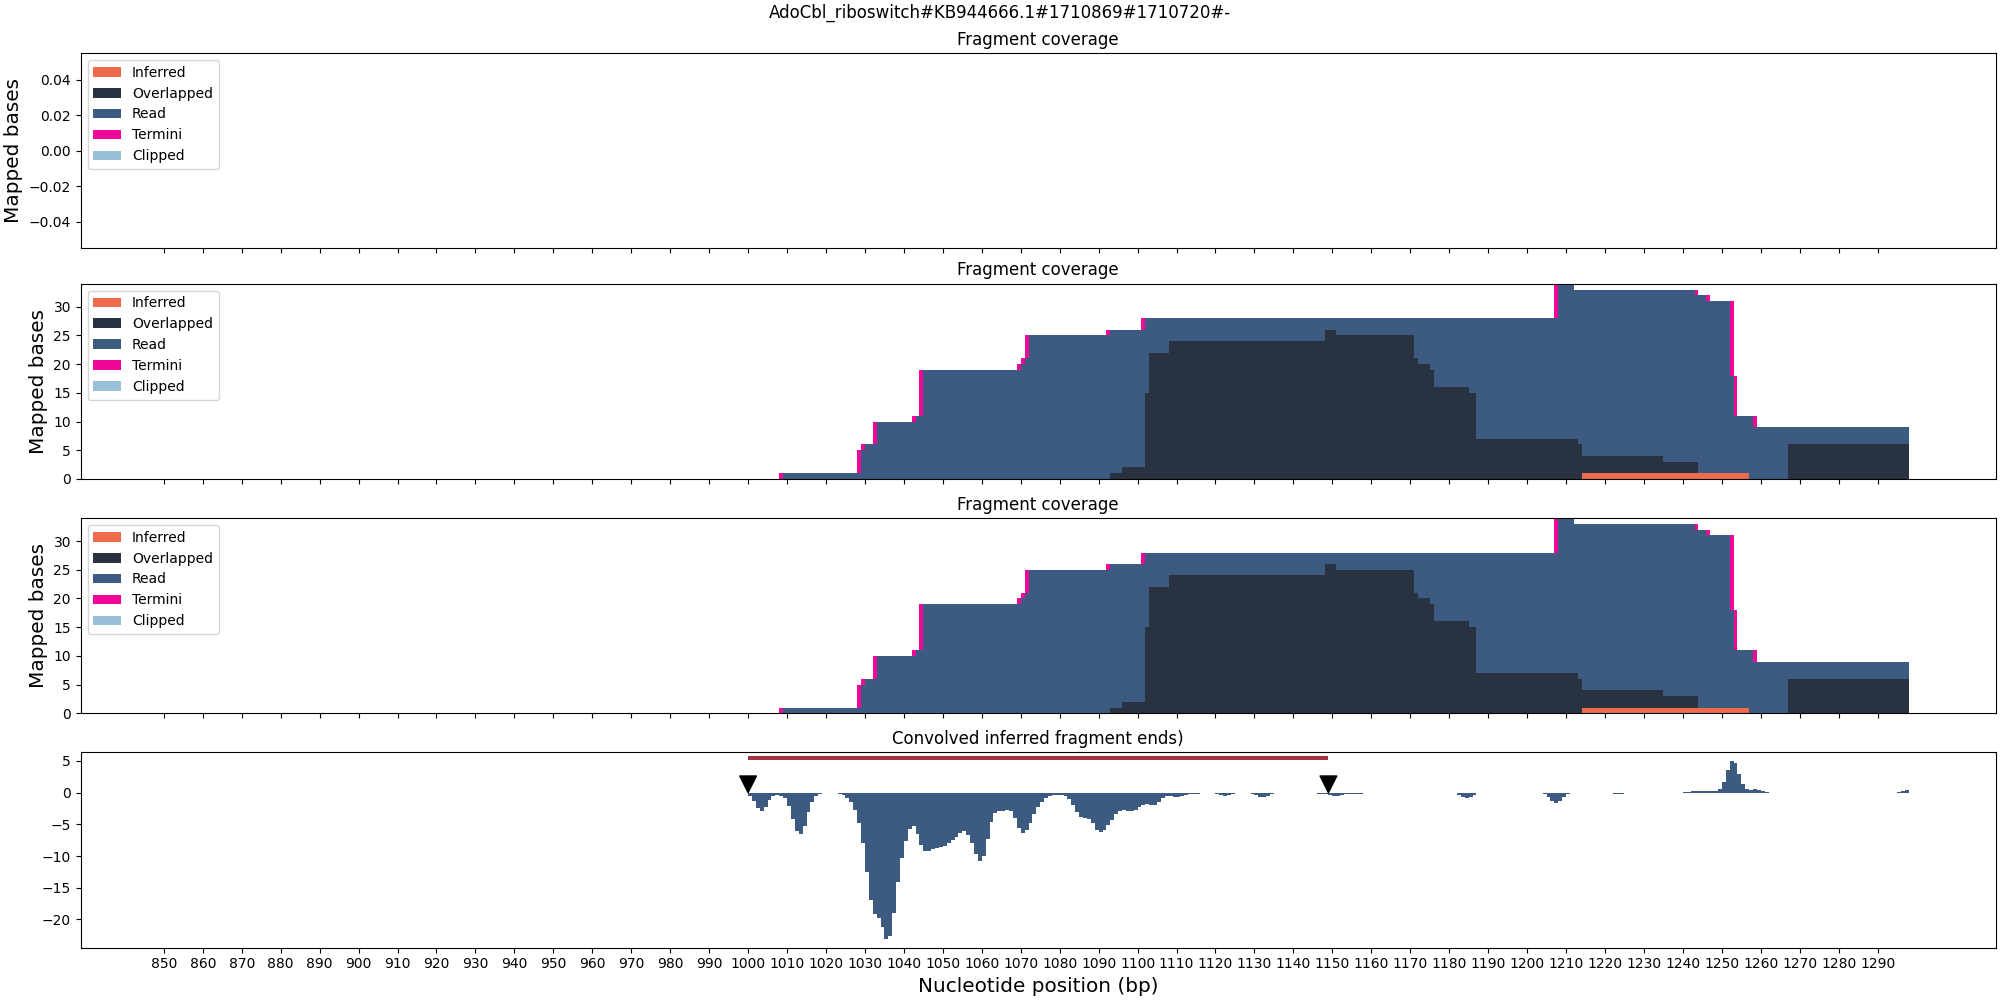 AdoCbl_riboswitch#KB944666.1#1710869#1710720#-
Fragment coverage
Mapped bases
0.04
0.02
0.00
−0.02
−0.04
Inferred
Overlapped
Read
Termini
Clipped
Fragment coverage
Mapped bases
30
25
20
15
10
5
0
Inferred
Overlapped
Read
Termini
Clipped
Fragment coverage
Mapped bases
30
25
20
15
10
5
0
Inferred
Overlapped
Read
Termini
Clipped
Convolved inferred fragment ends)
5
0
−5
−10
−15
−20
850 860 870 880 890 900 910 920 930 940 950 960 970 980 990 1000 1010 1020 1030 1040 1050 1060 1070 1080 1090 1100 1110 1120 1130 1140 1150 1160 1170 1180 1190 1200 1210 1220 1230 1240 1250 1260 1270 1280 1290
Nucleotide position (bp)